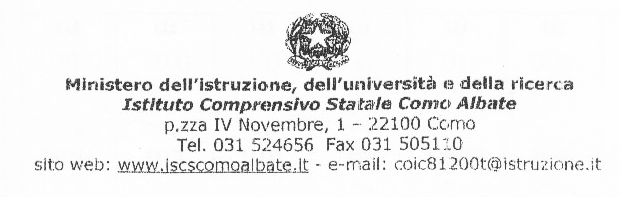 Ministero dell'istruzione, dell'università e della ricerca
Istituto Comprensivo Statale Como Albate
p.zza IV Novembre, 1 – 22100 Como
Tel. 031 524656 Fax 031 505110
sito web: www.iscscomoalbate.it - e-mail: coic81200t@istruzione.it